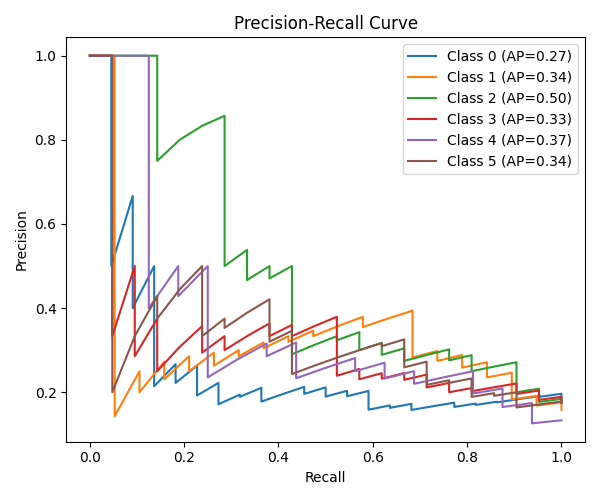 Precision-Recall Curve
Precision
1.0
0.8
0.6
0.4
0.2
Class 0 (AP=0.27)
Class 1 (AP=0.34)
Class 2 (AP=0.50)
Class 3 (AP=0.33)
Class 4 (AP=0.37)
Class 5 (AP=0.34)
0.0 0.2 0.4 0.6 0.8 1.0
Recall